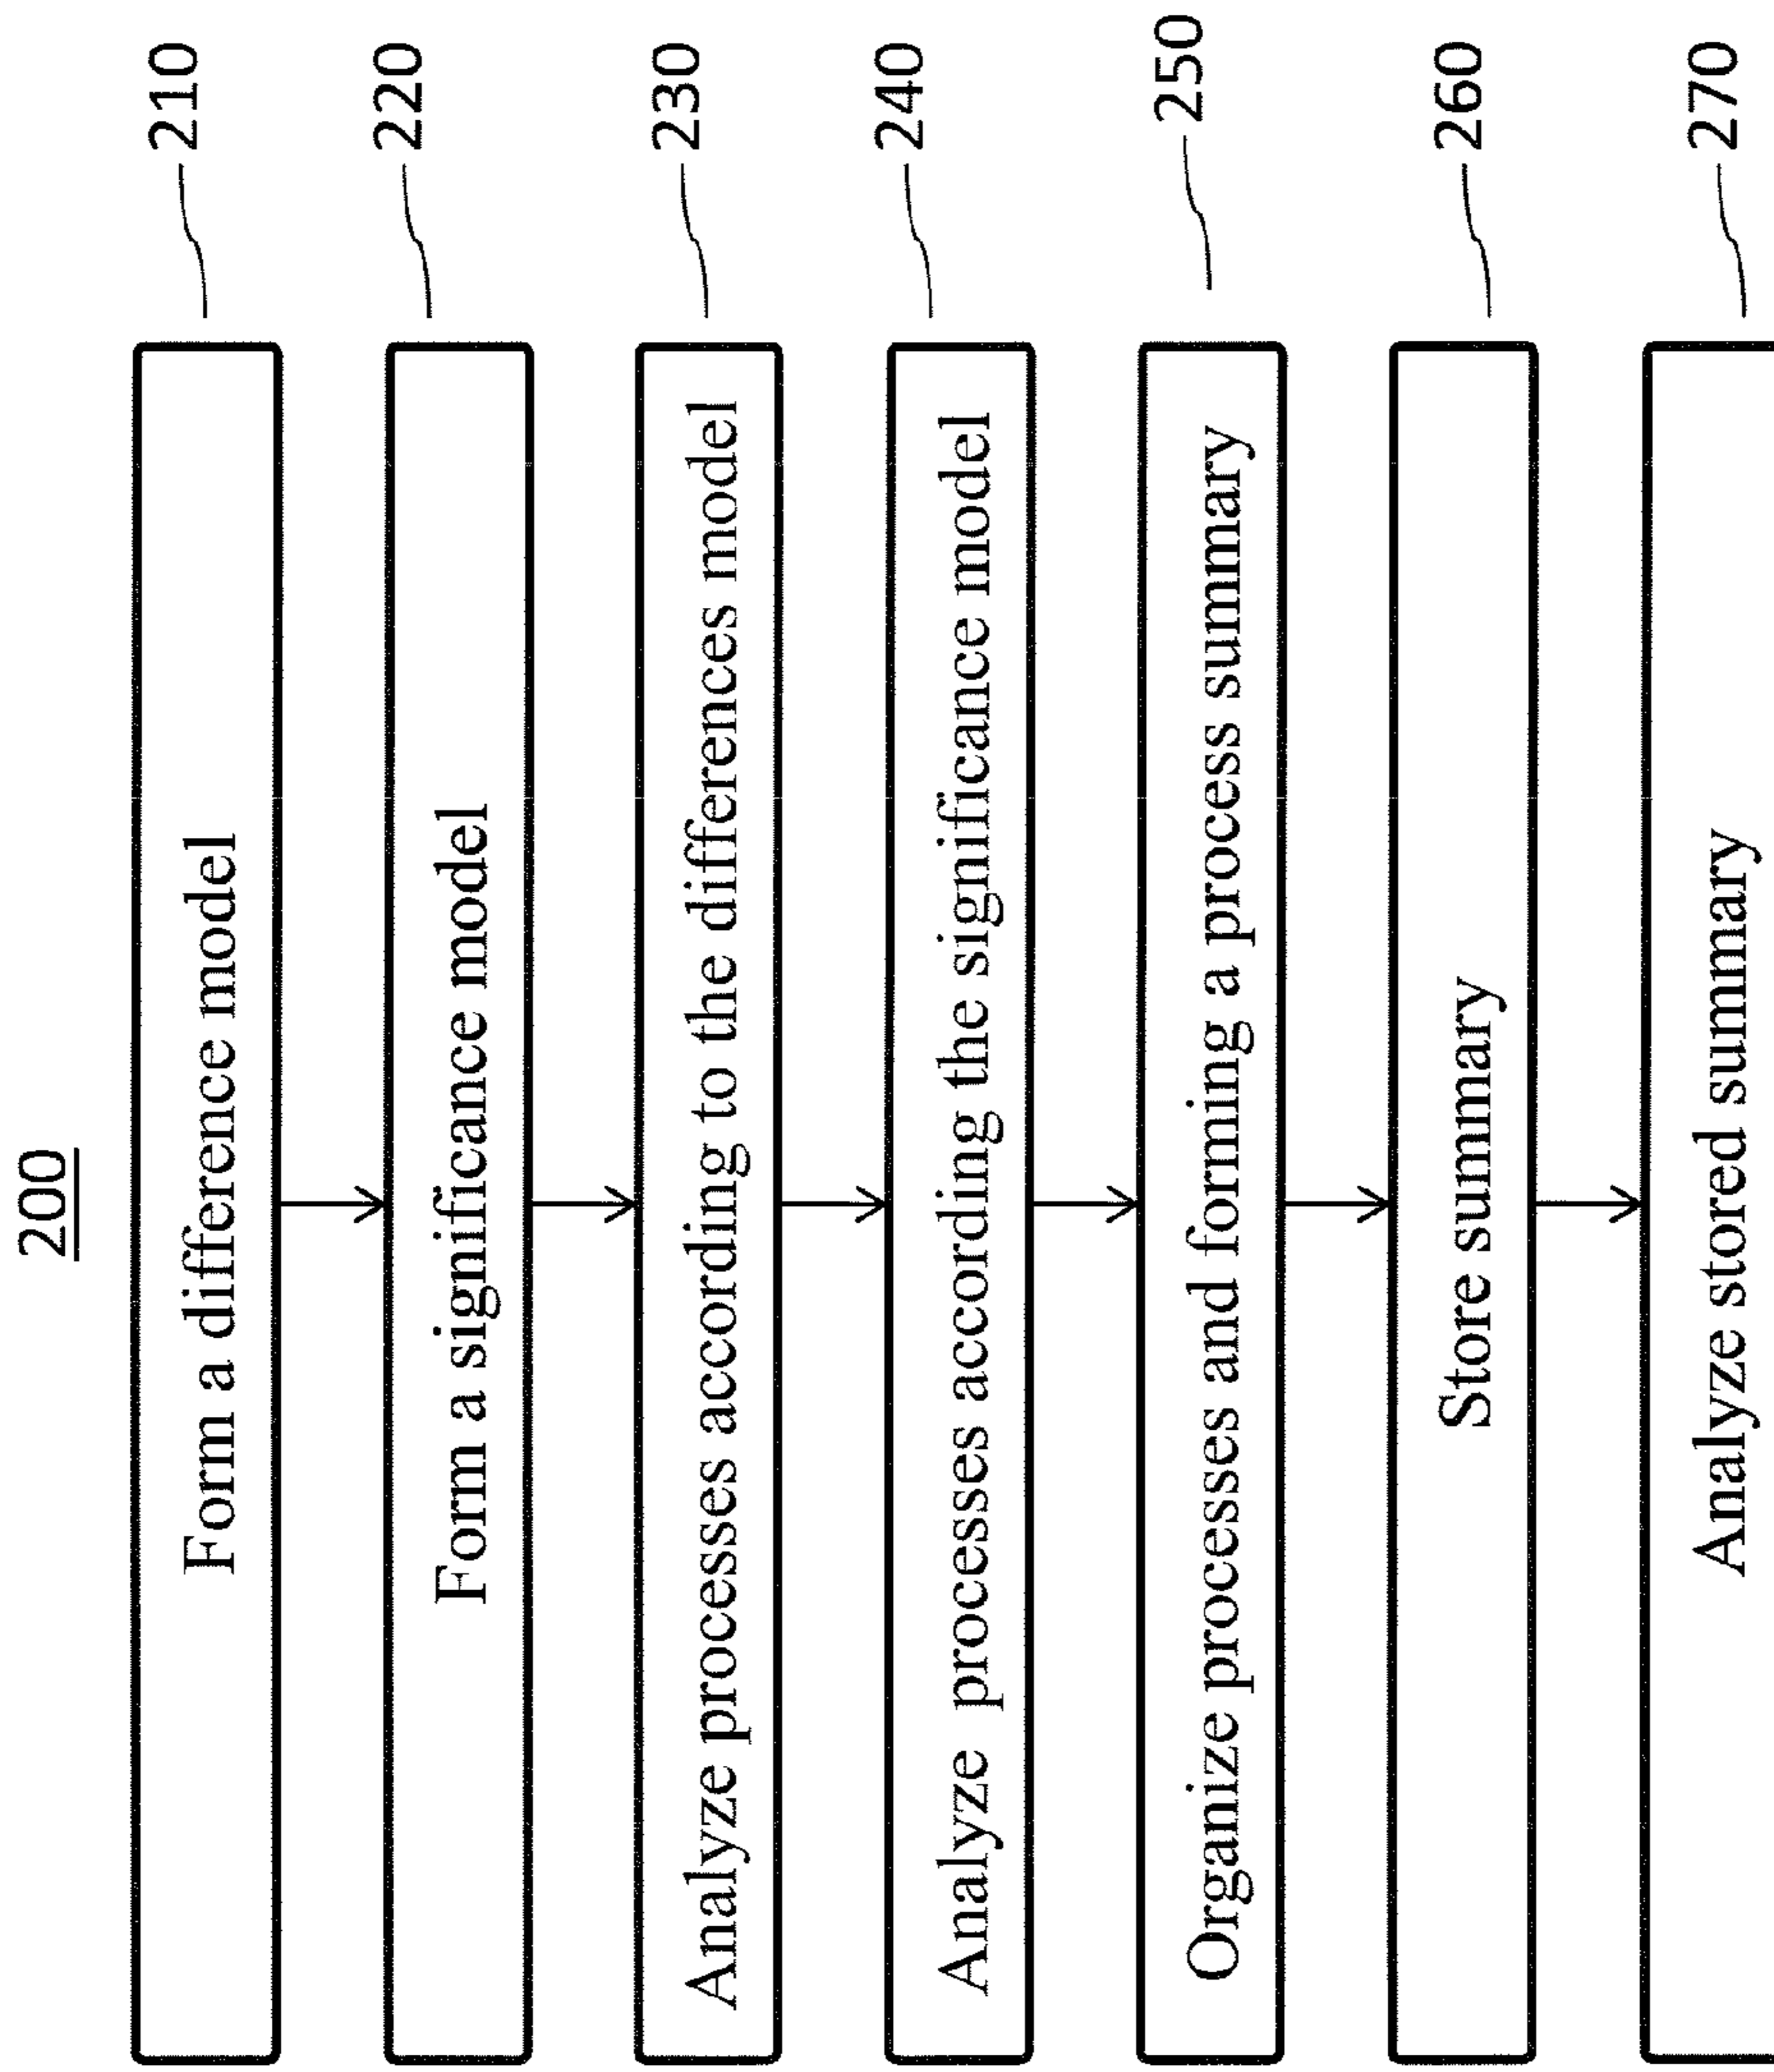 200
Form a difference model
210
Form a significance model
220
Analyze processes according to the differences model
230
Analyze processes according the significance model
240
Organize processes and forming a process summary
250
Store summary
260
Analyze stored summary
270